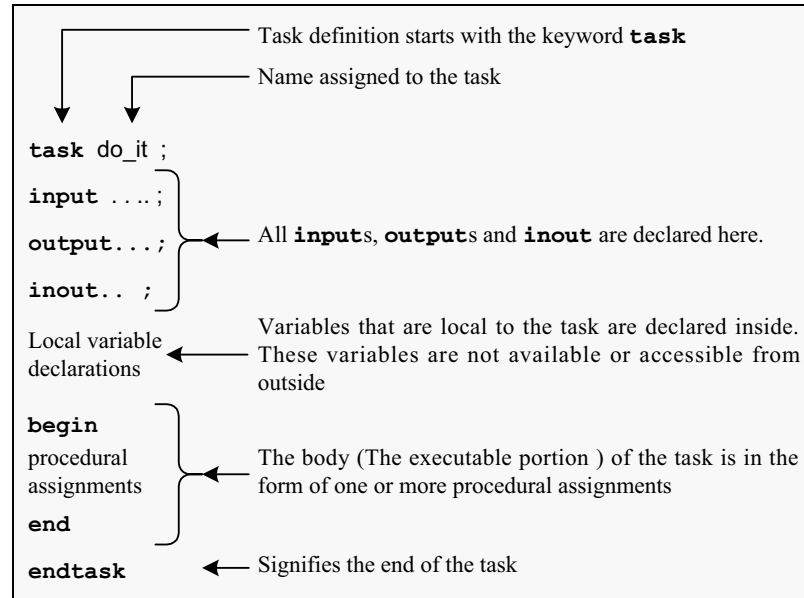 Task definition starts with the keyword task
Name assigned to the task
task do_it ;
input ....;
output...;
All inputs, outputs and inout are declared here.
inout.. ;
Local variable
declarations
Variables that are local to the task are declared inside.
These variables are not available or accessible from
outside
begin
procedural
assignments
The body (The executable portion ) of the task is in the
form of one or more procedural assignments
end
endtask
Signifies the end of the task